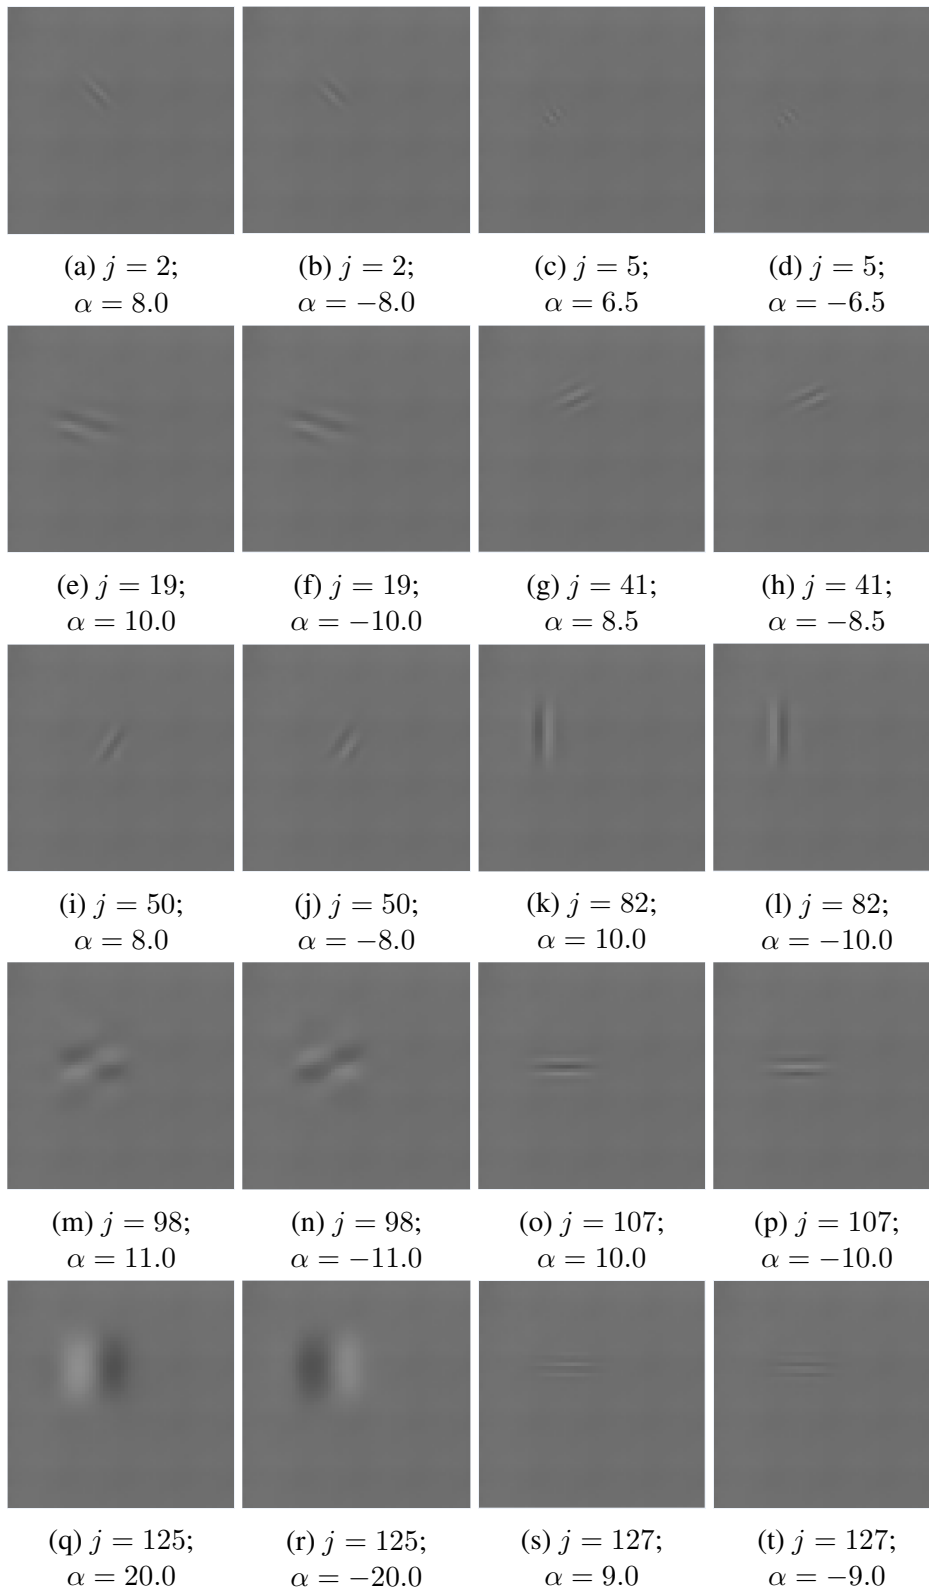 (a) j = 2; (b) j = 2; (c) j = 5; (d) j = 5;
α = 8.0 α = −8.0 α = 6.5 α = −6.5
(e) j = 19; (f) j = 19; (g) j = 41; (h) j = 41;
α = 10.0 α = −10.0 α = 8.5 α = −8.5
(i) j = 50; (j) j = 50; (k) j = 82; (l) j = 82;
α = 8.0 α = −8.0 α = 10.0 α = −10.0
(m) j = 98; (n) j = 98; (o) j = 107; (p) j = 107;
α = 11.0 α = −11.0 α = 10.0 α = −10.0
(q) j = 125; (r) j = 125; (s) j = 127; (t) j = 127;
α = 20.0 α = −20.0 α = 9.0 α = −9.0